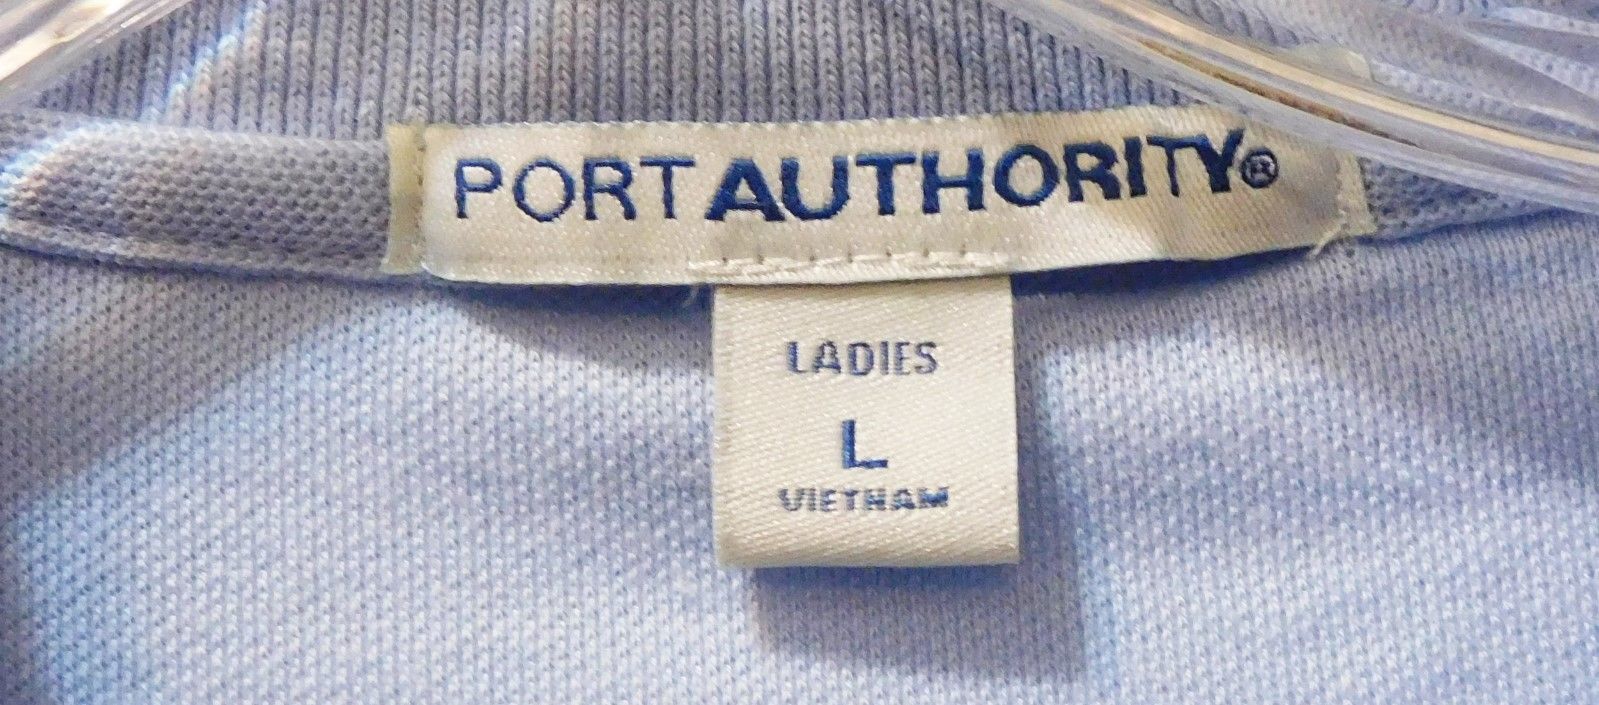 PORT AUTHORITY®
LADIES
L
VIETNAM